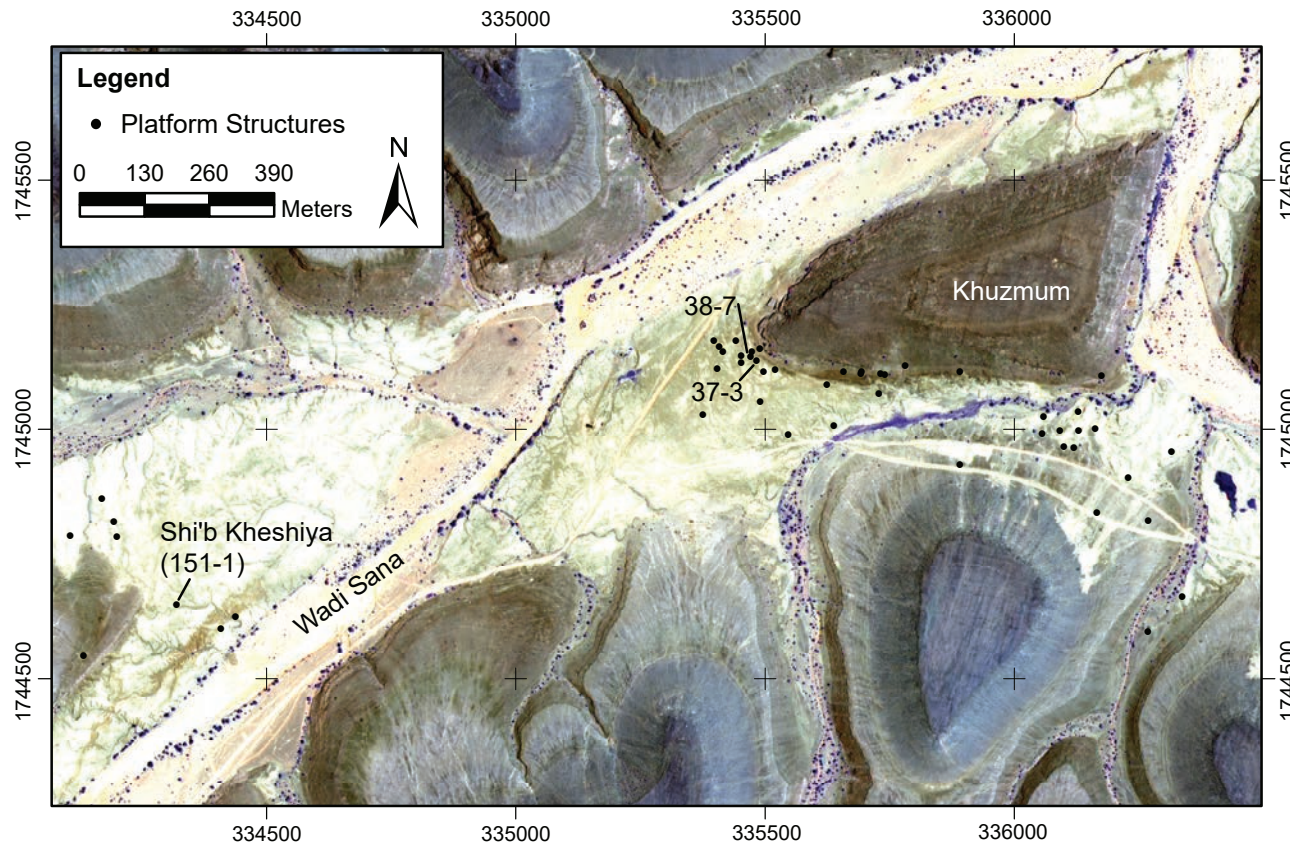 334500 335000 335500 336000
Legend
Platform Structures
0 130 260 390
Meters
N
1745500
1745500
Khuzmum
38-7
37-3
1745000
1745000
Shi'b Kheshiya
(151-1)
Wadi Sana
1744500
1744500
334500 335000 335500 336000